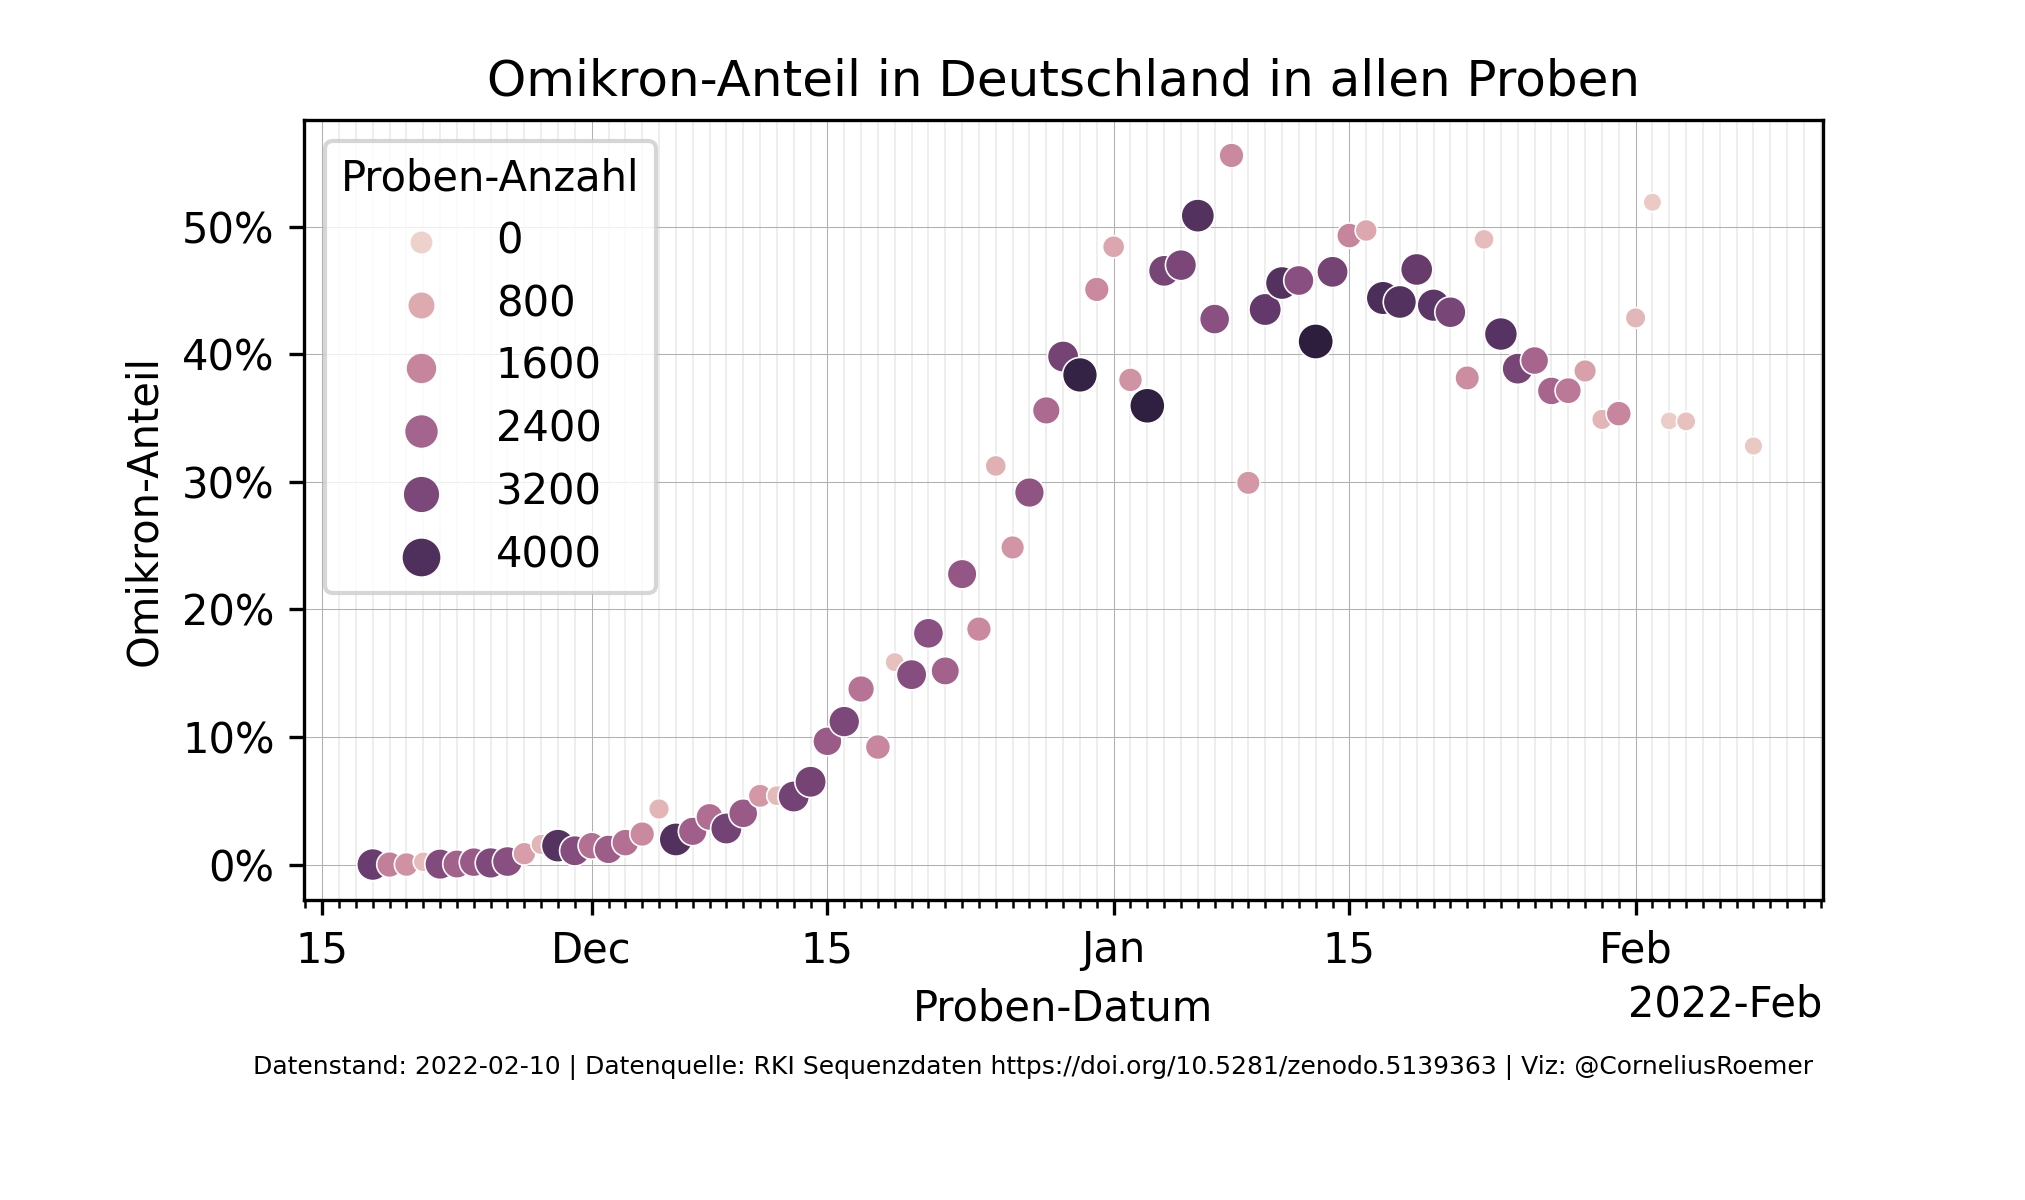 Omikron-Anteil in Deutschland in allen Proben
Proben-Anzahl
0
800
1600
2400
3200
4000
50%
40%
30%
20%
10%
0%
Omikron-Anteil
15 Dec 15 Jan 15 Feb
Proben-Datum
2022-Feb
Datenstand: 2022-02-10 | Datenquelle: RKI Sequenzdaten https://doi.org/10.5281/zenodo.5139363 | Viz: @CorneliusRoemer